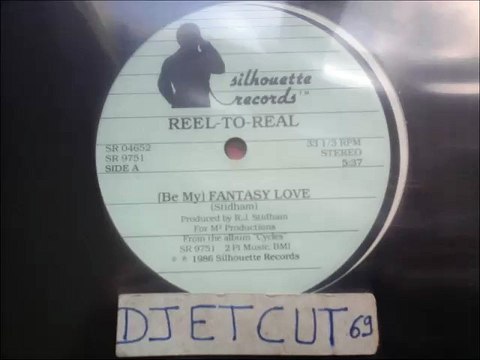 silhouette
records™
REEL-TO-REAL
SR 04652
SR 9751
SIDE A
33 1/3 RPM
STEREO
5:37
(Be My) FANTASY LOVE
(Stidham)
Produced by R.J. Stidham
For M² Productions
From the album "Cycles"
SR 9751 2 PI Music, BMI
℗ © 1986 Silhouette Records
DJETCUT69